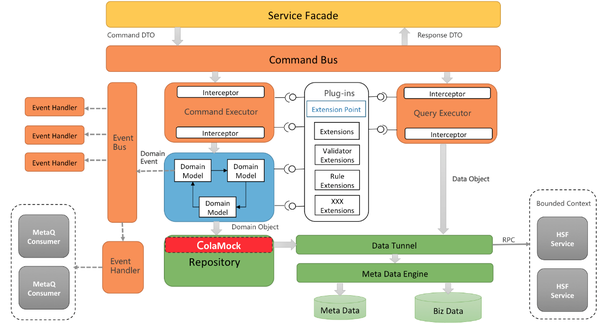 Service Facade
Command DTO
Response DTO
Command Bus
Interceptor
Command Executor
Interceptor
Plug-ins
Extension Point
Extensions
Validator
Extensions
Rule
Extensions
XXX
Extensions
Interceptor
Query Executor
Interceptor
Event Handler
Event Handler
Event Handler
Event
Bus
Domain
Event
Domain
Model
Domain
Model
Domain
Model
Data Object
Domain Object
Bounded Context
MetaQ
Consumer
MetaQ
Consumer
Event
Handler
ColaMock
Repository
Data Tunnel
RPC
HSF
Service
HSF
Service
Meta Data Engine
Meta Data
Biz Data